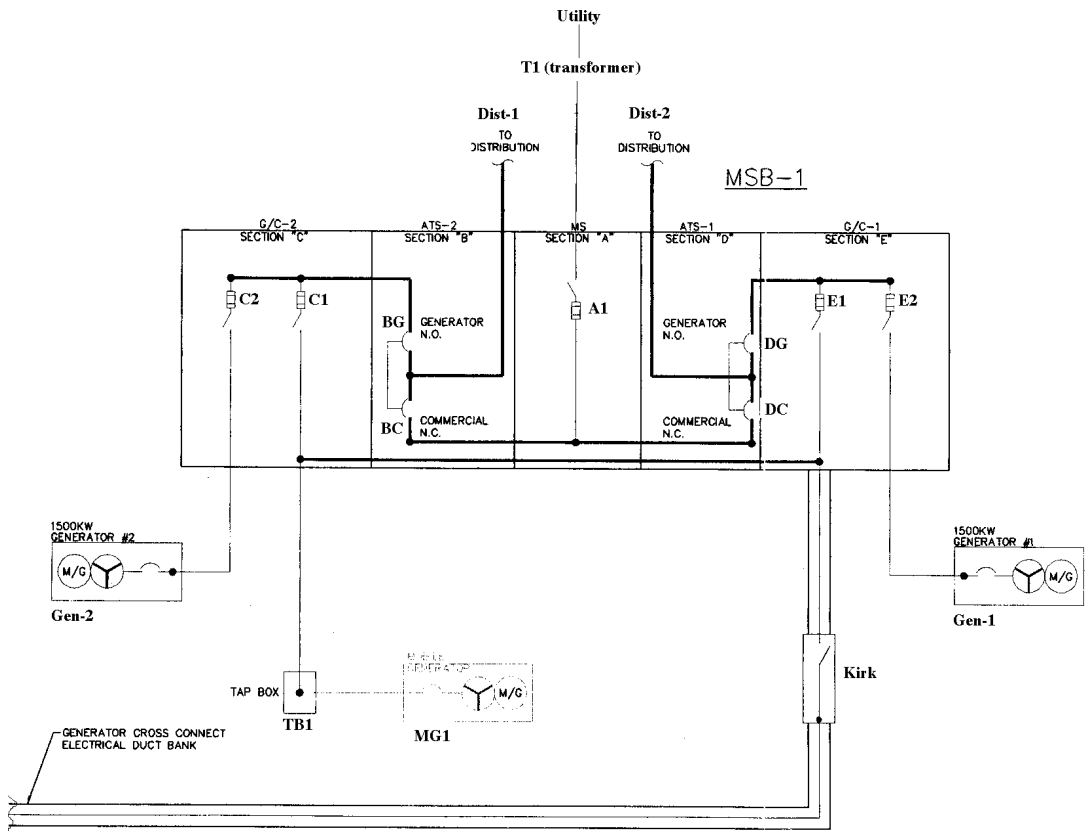 Utility
T1 (transformer)
Dist-1
Dist-2
TO
DISTRIBUTION
TO
DISTRIBUTION
MSB-1
G/C-2
SECTION "C"
ATS-2
SECTION "B"
MS
SECTION "A"
ATS-1
SECTION "D"
G/C-1
SECTION "E"
C2
C1
BG
GENERATOR
N.O.
A1
GENERATOR
N.O.
DG
E1
E2
BC
COMMERCIAL
N.C.
COMMERCIAL
N.C.
DC
1500KW
GENERATOR #2
M/G
Gen-2
1500KW
GENERATOR #1
M/G
Gen-1
TAP BOX
TB1
GENERATOR
M/G
MG1
Kirk
GENERATOR CROSS CONNECT
ELECTRICAL DUCT BANK